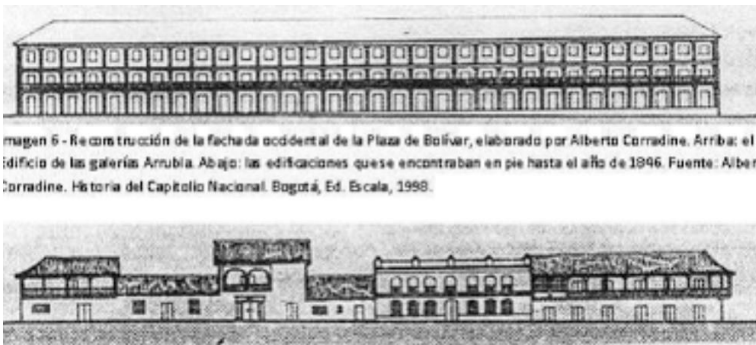 magen 6 - Reconstrucción de la fachada occidental de la Plaza de Bolívar, elaborado por Alberto Corradine. Arriba: el
Edificio de las galerías Arrubla. Abajo: las edificaciones que se encontraban en pie hasta el año de 1846. Fuente: Alber
Corradine. Historia del Capitolio Nacional. Bogotá, Ed. Escala, 1998.